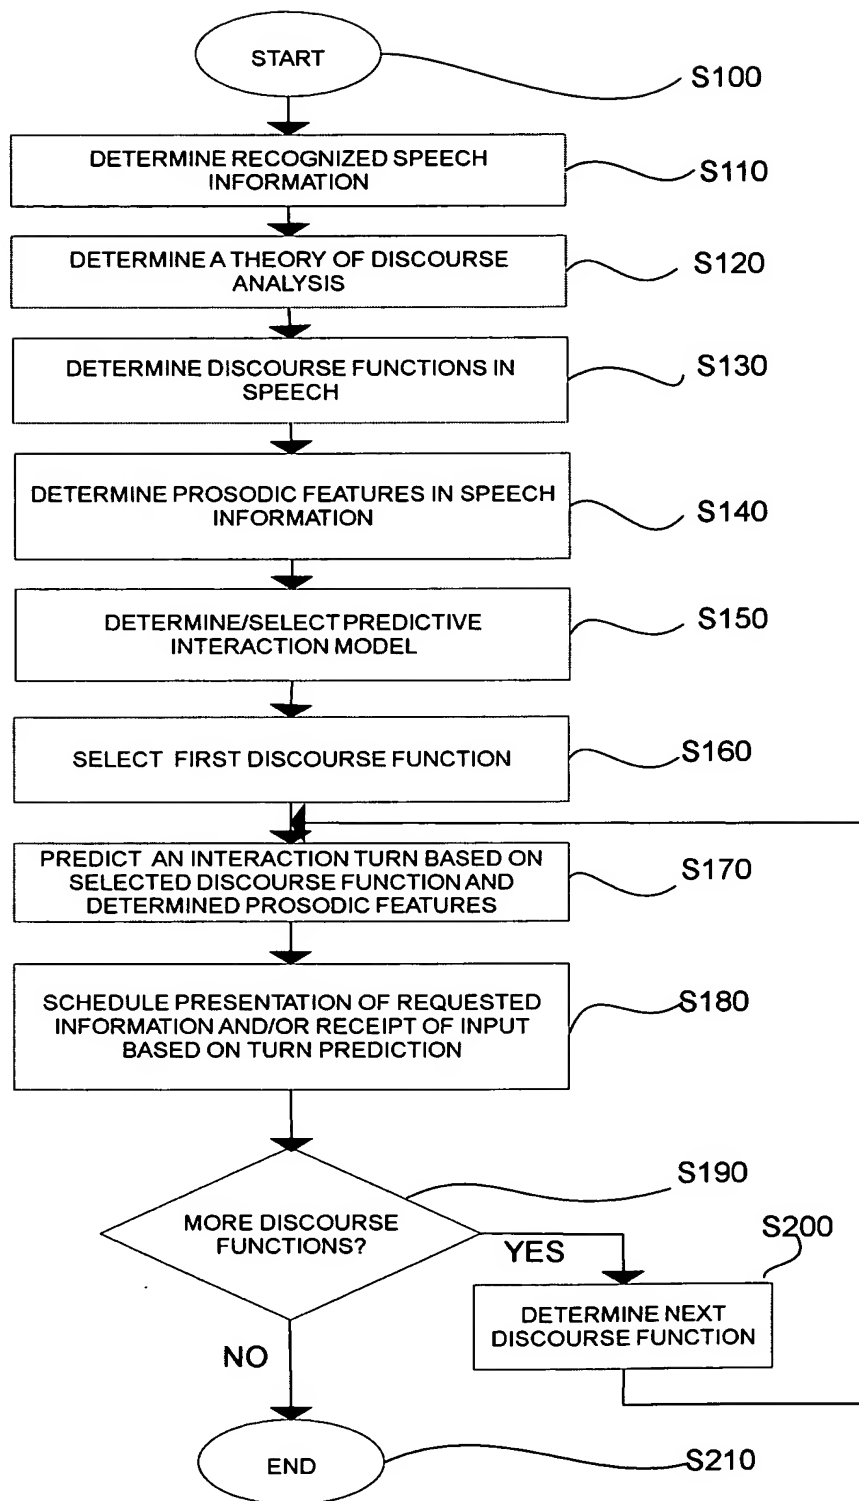 START
S100
DETERMINE RECOGNIZED SPEECH
INFORMATION
S110
DETERMINE A THEORY OF DISCOURSE
ANALYSIS
S120
DETERMINE DISCOURSE FUNCTIONS IN
SPEECH
S130
DETERMINE PROSODIC FEATURES IN SPEECH
INFORMATION
S140
DETERMINE/SELECT PREDICTIVE
INTERACTION MODEL
S150
SELECT FIRST DISCOURSE FUNCTION
S160
PREDICT AN INTERACTION TURN BASED ON
SELECTED DISCOURSE FUNCTION AND
DETERMINED PROSODIC FEATURES
S170
SCHEDULE PRESENTATION OF REQUESTED
INFORMATION AND/OR RECEIPT OF INPUT
BASED ON TURN PREDICTION
S180
MORE DISCOURSE
FUNCTIONS?
S190
YES
S200
DETERMINE NEXT
DISCOURSE FUNCTION
NO
END
S210